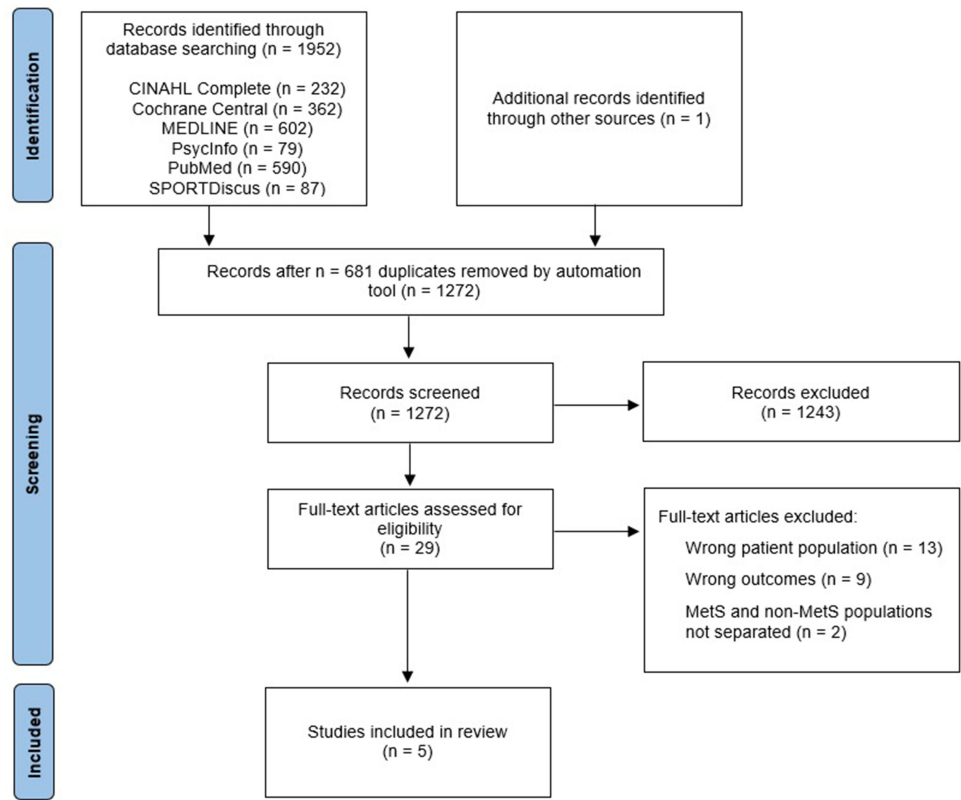 Identification
Records identified through
database searching (n = 1952)
CINAHL Complete (n = 232)
Cochrane Central (n = 362)
MEDLINE (n = 602)
PsycInfo (n = 79)
PubMed (n = 590)
SPORTDiscus (n = 87)
Additional records identified
through other sources (n = 1)
Screening
Records after n = 681 duplicates removed by automation
tool (n = 1272)
Records screened
(n = 1272)
Records excluded
(n = 1243)
Full-text articles assessed for
eligibility
(n = 29)
Full-text articles excluded:
Wrong patient population (n = 13)
Wrong outcomes (n = 9)
MetS and non-MetS populations
not separated (n = 2)
Included
Studies included in review
(n = 5)